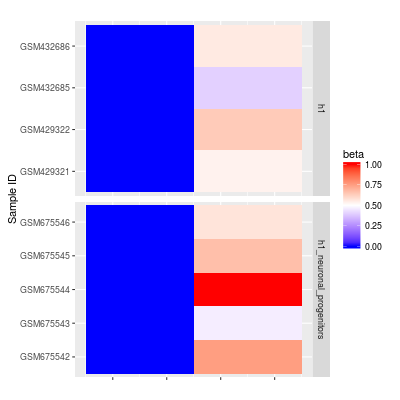 Sample ID
GSM432686
GSM432685
GSM429322
GSM429321
h1
GSM675546
GSM675545
GSM675544
GSM675543
GSM675542
h1_neuronal_progenitors
beta
1.00
0.75
0.50
0.25
0.00